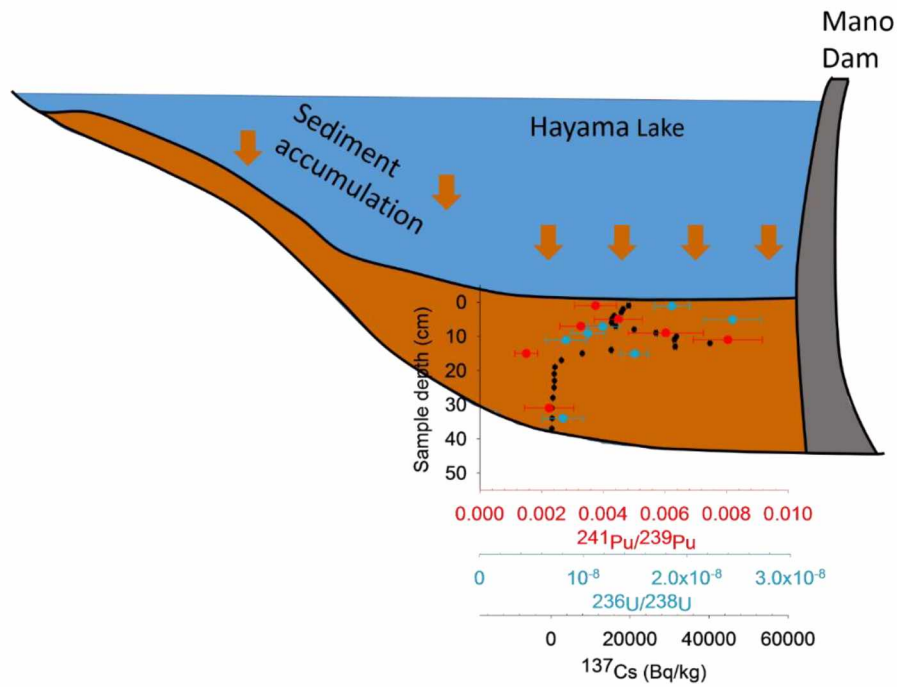 Mano
Dam
Hayama Lake
Sediment
accumulation
Sample depth (cm)
0
10
20
30
40
50
0.000 0.002 0.004 0.006 0.008 0.010
²⁴¹Pu/²³⁹Pu
0 10⁻⁸ 2.0x10⁻⁸ 3.0x10⁻⁸
²³⁶U/²³⁸U
0 20000 40000 60000
¹³⁷Cs (Bq/kg)